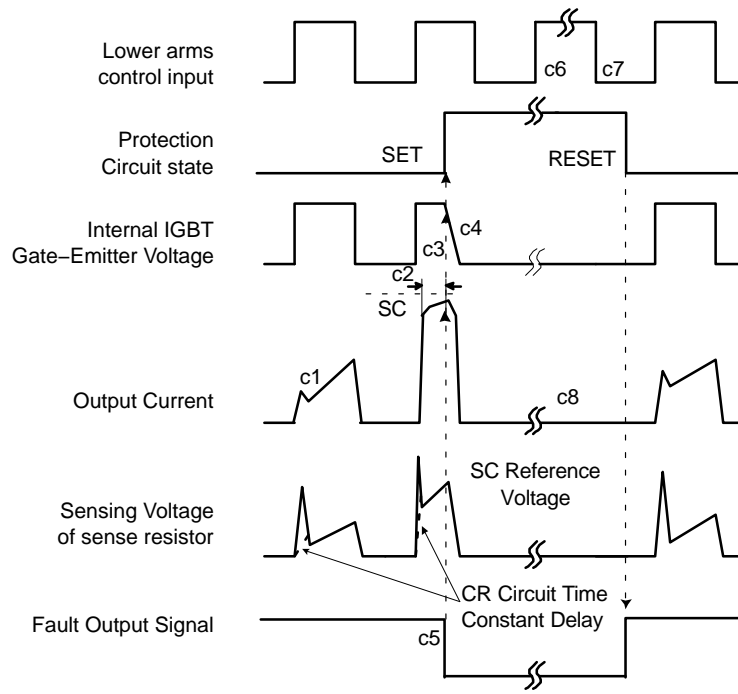 Lower arms
control input
c6
c7
Protection
Circuit state
SET
RESET
Internal IGBT
Gate−Emitter Voltage
c3
c4
c2
SC
c1
Output Current
c8
SC Reference
Voltage
Sensing Voltage
of sense resistor
CR Circuit Time
Constant Delay
Fault Output Signal
c5